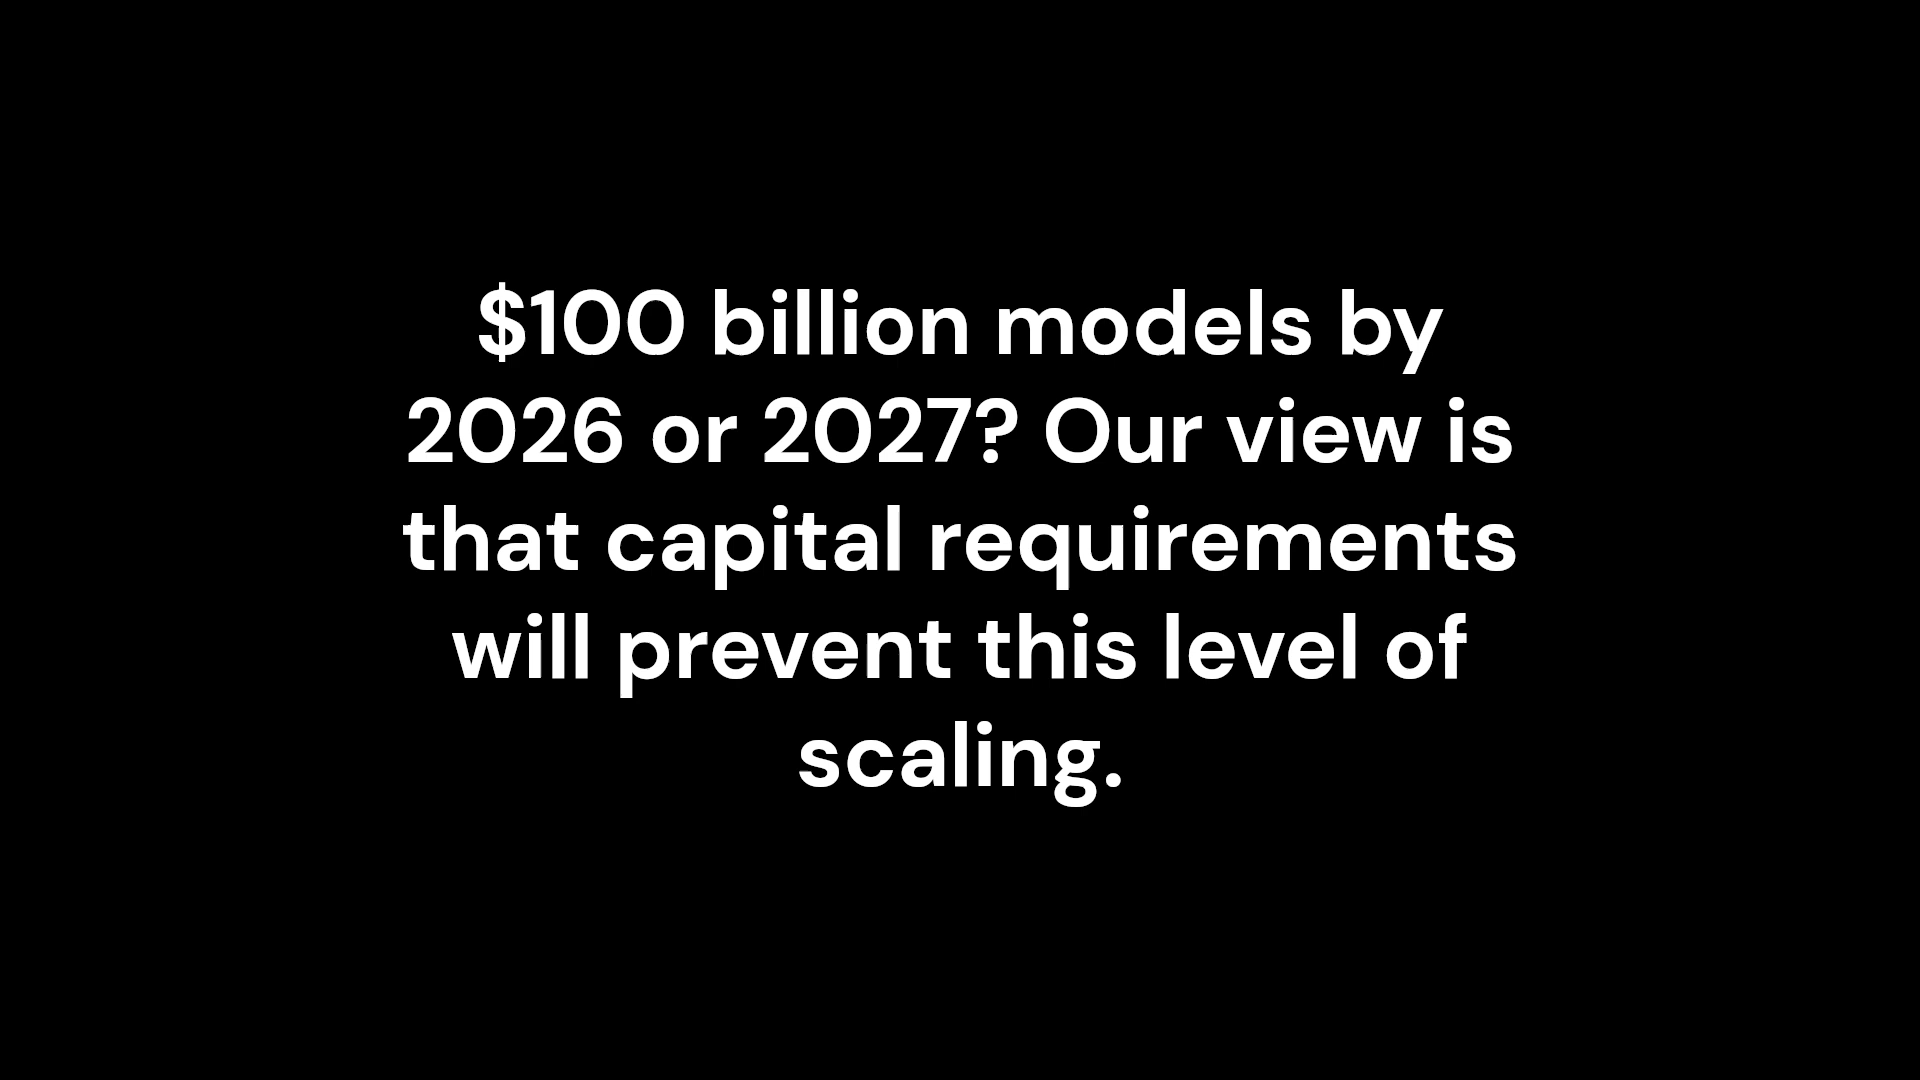 $100 billion models by
2026 or 2027? Our view is
that capital requirements
will prevent this level of
scaling.